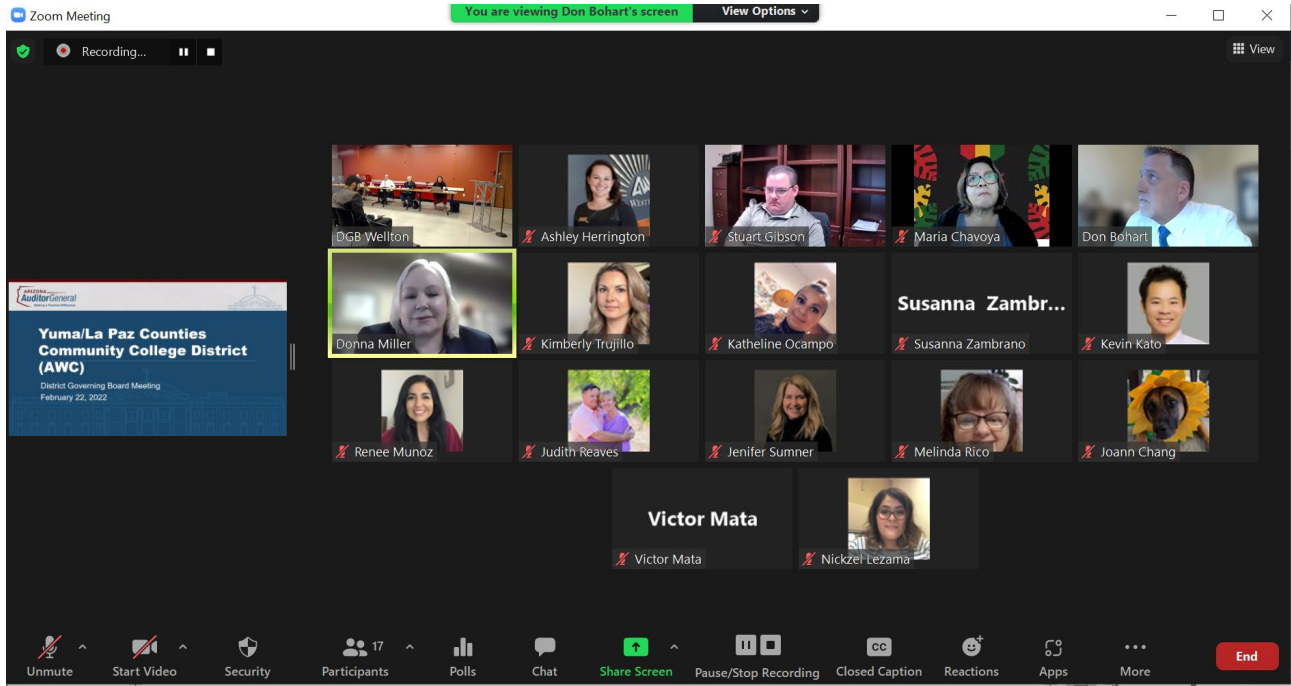 Zoom Meeting
You are viewing Don Bohart's screen
View Options
Recording...
View
DGB Wellton
Ashley Herrington
Stuart Gibson
Maria Chavoya
Don Bohart
ARIZONA
AuditorGeneral
Yuma/La Paz Counties
Community College District
(AWC)
District Governing Board Meeting
February 22, 2022
Donna Miller
Kimberly Trujillo
Katheline Ocampo
Susanna Zambr...
Susanna Zambrano
Kevin Kato
Renee Munoz
Judith Reaves
Jenifer Sumner
Melinda Rico
Joann Chang
Victor Mata
Victor Mata
Nickzel Lezama
Unmute
Start Video
Security
17
Participants
Polls
Chat
Share Screen
Pause/Stop Recording
CC
Closed Caption
Reactions
Apps
More
End